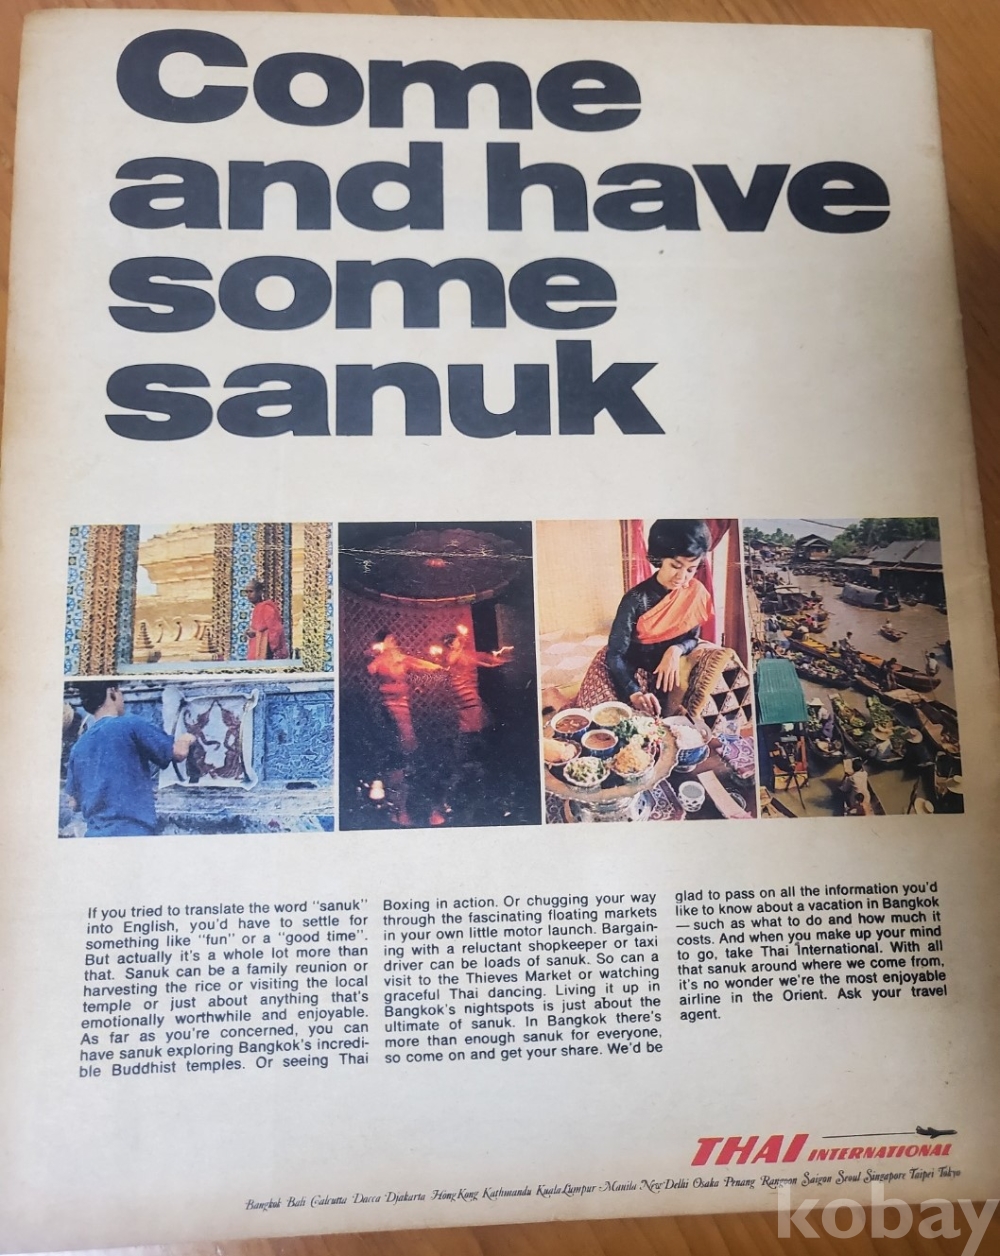 Come
and have
some
sanuk
If you tried to translate the word "sanuk"
into English, you'd have to settle for
something like "fun" or a "good time".
But actually it's a whole lot more than
that. Sanuk can be a family reunion or
harvesting the rice or visiting the local
temple or just about anything that's
emotionally worthwhile and enjoyable.
As far as you're concerned, you can
have sanuk exploring Bangkok's incredi-
ble Buddhist temples. Or seeing Thai
Boxing in action. Or chugging your way
through the fascinating floating markets
in your own little motor launch. Bargain-
ing with a reluctant shopkeeper or taxi
driver can be loads of sanuk. So can a
visit to the Thieves Market or watching
graceful Thai dancing. Living it up in
Bangkok's nightspots is just about the
ultimate of sanuk. In Bangkok there's
more than enough sanuk for everyone,
so come on and get your share. We'd be
glad to pass on all the information you'd
like to know about a vacation in Bangkok
— such as what to do and how much it
costs. And when you make up your mind
to go, take Thai International. With all
that sanuk around where we come from,
it's no wonder we're the most enjoyable
airline in the Orient. Ask your travel
agent.
THAI INTERNATIONAL
Bangkok Bali Calcutta Dacca Djakarta Hong Kong Kathmandu Kuala Lumpur Manila New Delhi Osaka Penang Rangoon Saigon Seoul Singapore Taipei Tokyo
kobay